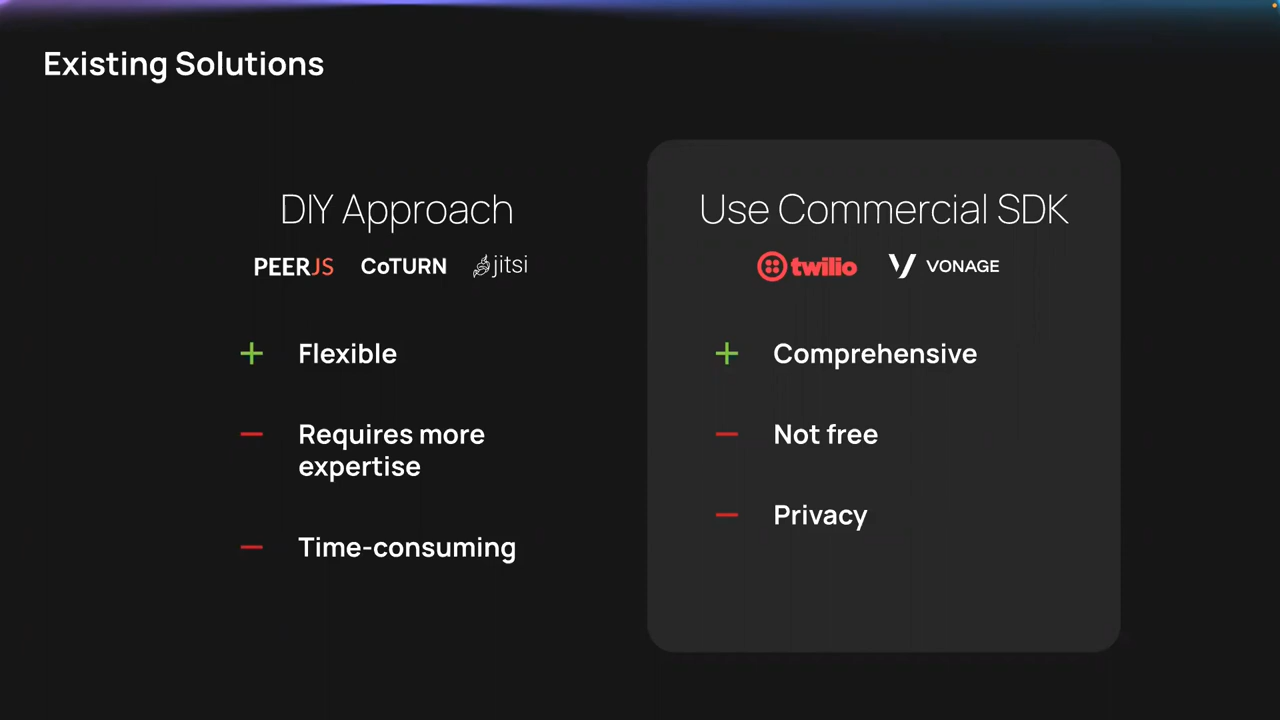 Existing Solutions
DIY Approach
PEERJS CoTURN jitsi
+ Flexible
— Requires more
expertise
— Time-consuming
Use Commercial SDK
twilio VONAGE
+ Comprehensive
— Not free
— Privacy